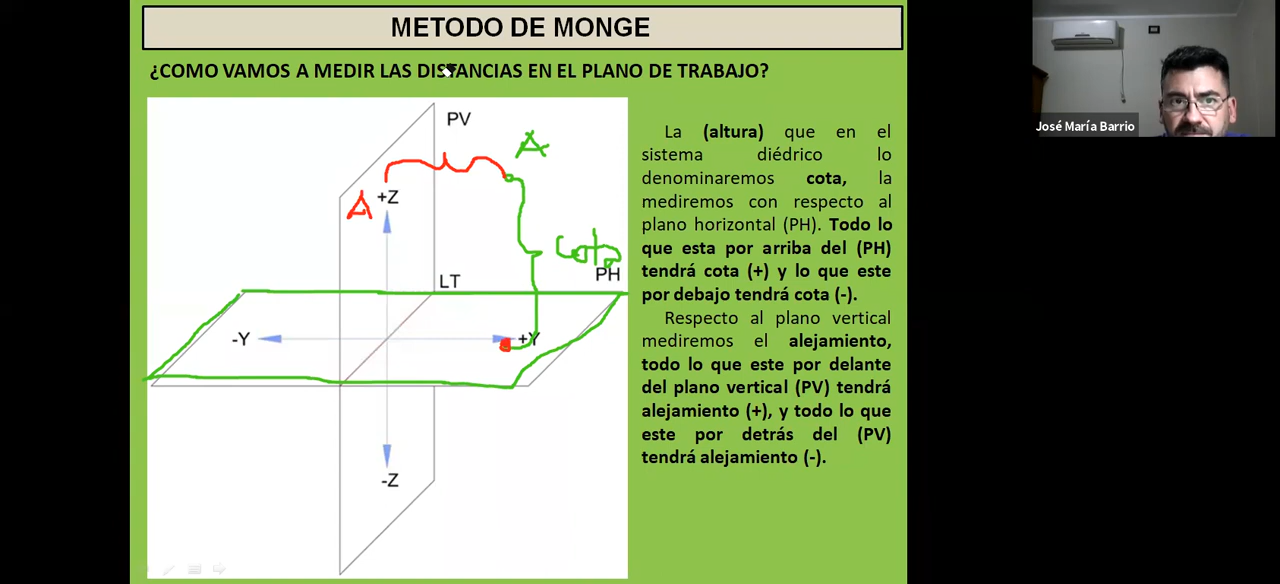 METODO DE MONGE
¿COMO VAMOS A MEDIR LAS DISTANCIAS EN EL PLANO DE TRABAJO?
PV
A
A
+Z
Cota
PH
LT
-Y
+Y
-Z
La (altura) que en el
sistema diédrico lo
denominaremos cota, la
mediremos con respecto al
plano horizontal (PH). Todo lo
que esta por arriba del (PH)
tendrá cota (+) y lo que este
por debajo tendrá cota (-).
Respecto al plano vertical
mediremos el alejamiento,
todo lo que este por delante
del plano vertical (PV) tendrá
alejamiento (+), y todo lo que
este por detrás del (PV)
tendrá alejamiento (-).
José María Barrio